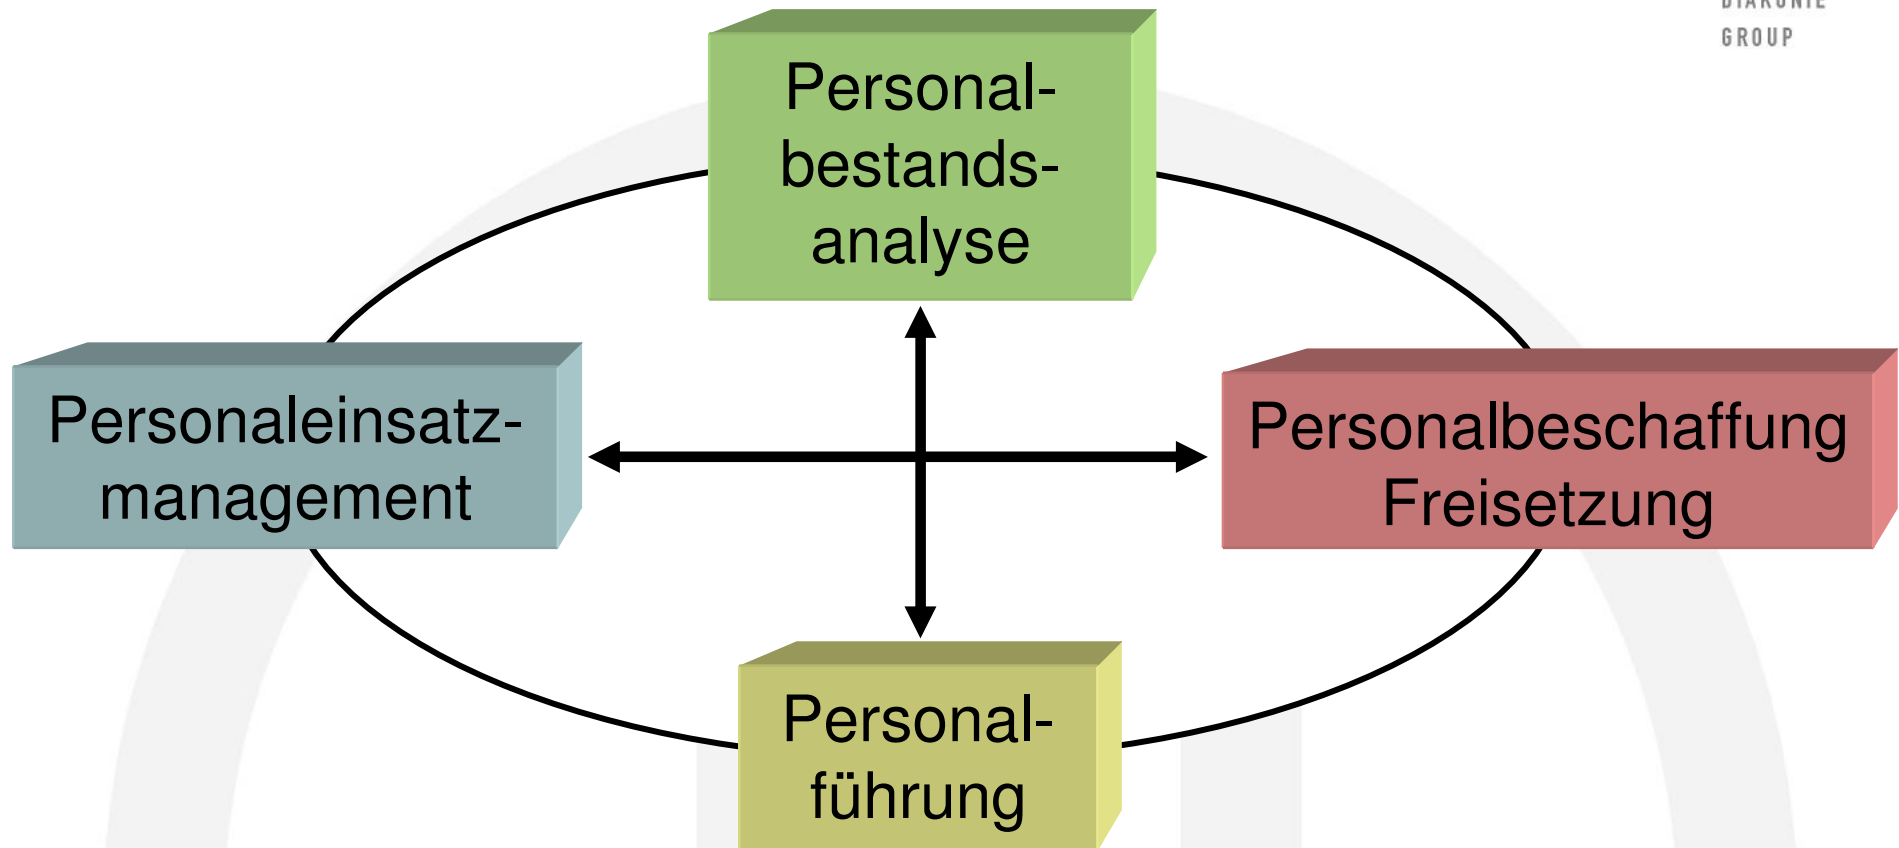 GROUP
Personal-
bestands-
analyse
Personaleinsatz-
management
Personalbeschaffung
Freisetzung
Personal-
führung